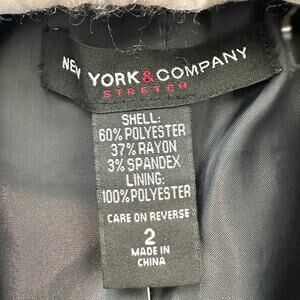 NEW YORK & COMPANY
STRETCH
SHELL:
60% POLYESTER
37% RAYON
3% SPANDEX
LINING:
100% POLYESTER
CARE ON REVERSE
2
MADE IN
CHINA